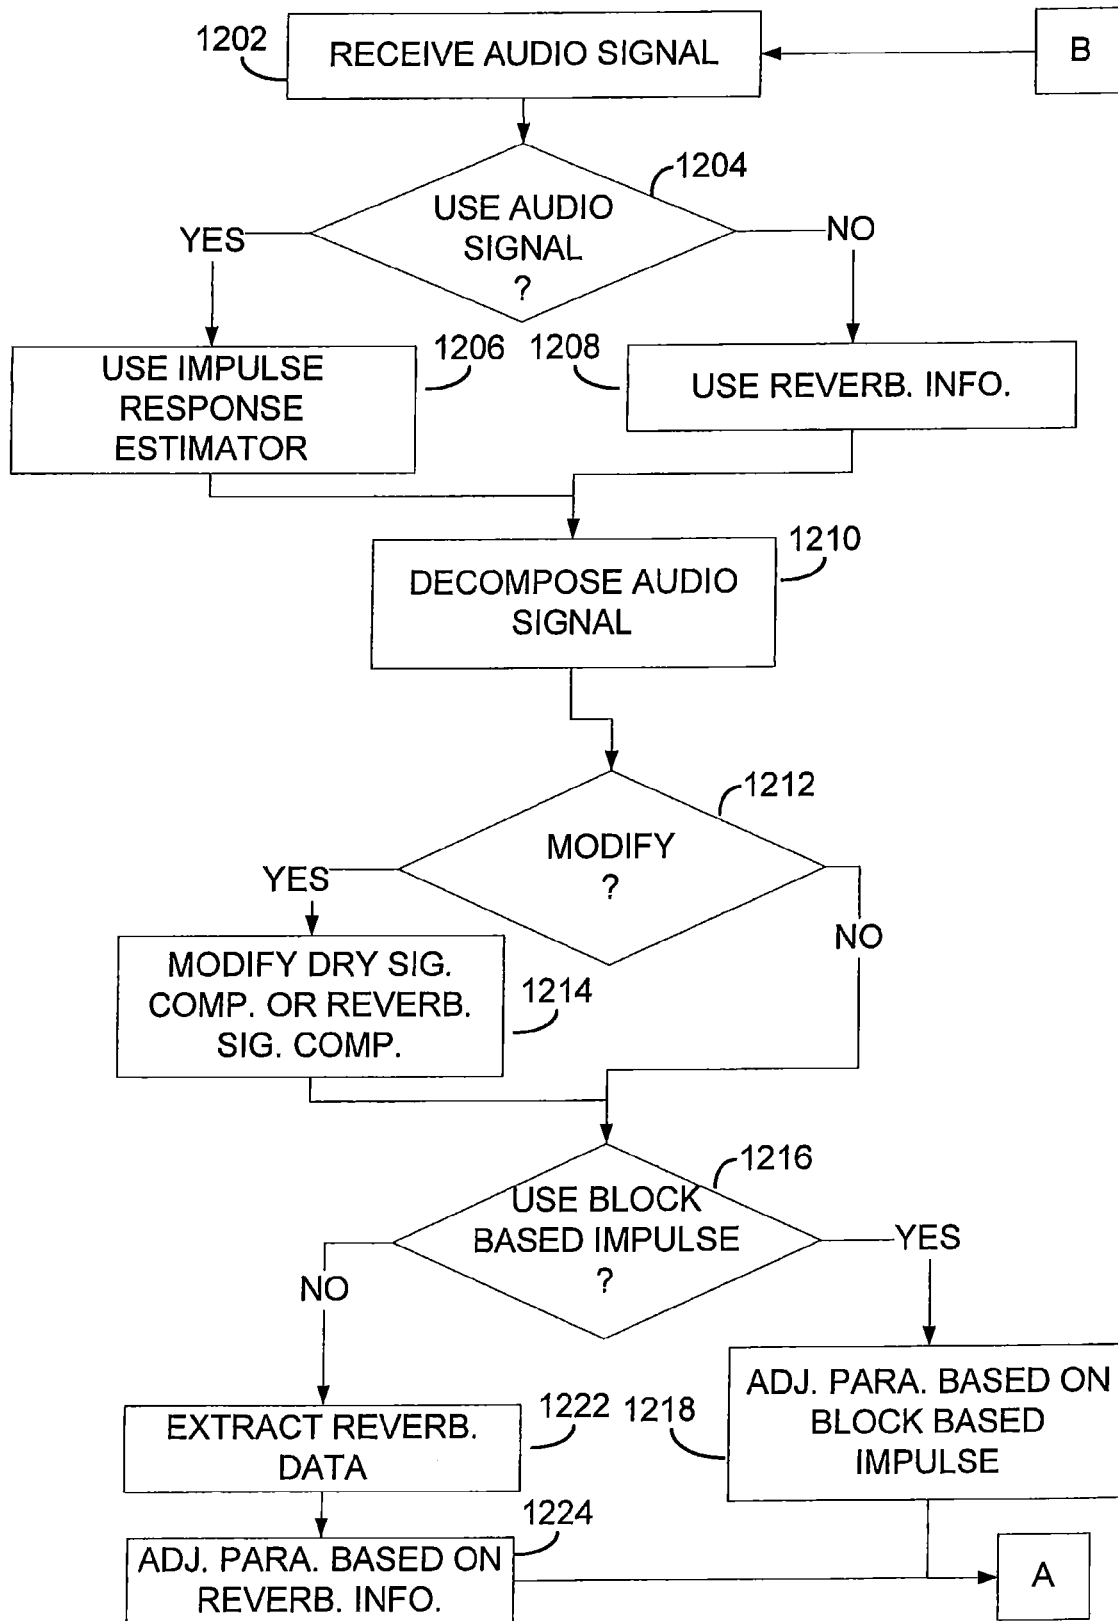 1202
RECEIVE AUDIO SIGNAL
B
1204
USE AUDIO
SIGNAL
?
YES
NO
1206
1208
USE IMPULSE
RESPONSE
ESTIMATOR
USE REVERB. INFO.
1210
DECOMPOSE AUDIO
SIGNAL
1212
MODIFY
?
YES
NO
MODIFY DRY SIG.
COMP. OR REVERB.
SIG. COMP.
1214
1216
USE BLOCK
BASED IMPULSE
?
YES
NO
ADJ. PARA. BASED ON
BLOCK BASED
IMPULSE
1222
1218
EXTRACT REVERB.
DATA
1224
ADJ. PARA. BASED ON
REVERB. INFO.
A